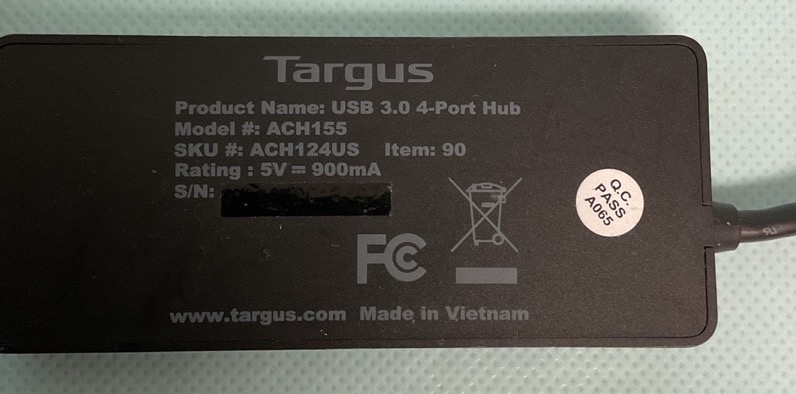 Targus
Product Name: USB 3.0 4-Port Hub
Model #: ACH155
SKU #: ACH124US Item: 90
Rating : 5V⎓900mA
S/N:
FC
www.targus.com Made in Vietnam
Q.C.
PASS
A065